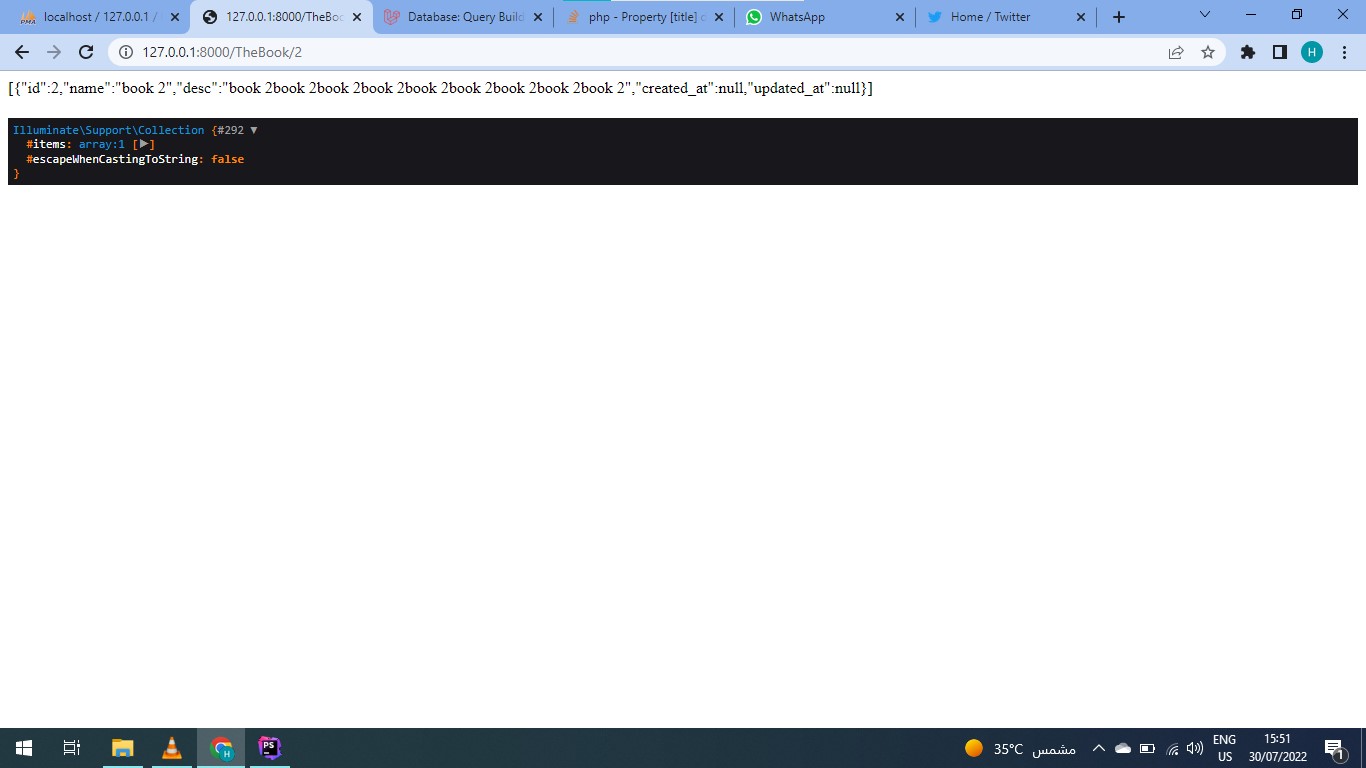 localhost / 127.0.0.1 /
127.0.0.1:8000/TheBoo
Database: Query Build
php - Property [title] d
WhatsApp
Home / Twitter
127.0.0.1:8000/TheBook/2
H
[{"id":2,"name":"book 2","desc":"book 2book 2book 2book 2book 2book 2book 2book 2book 2","created_at":null,"updated_at":null}]
Illuminate\Support\Collection {#292 ▼
#items: array:1 [▶]
#escapeWhenCastingToString: false
}
H
PS
35°C مشمس
ENG
US
15:51
30/07/2022
1